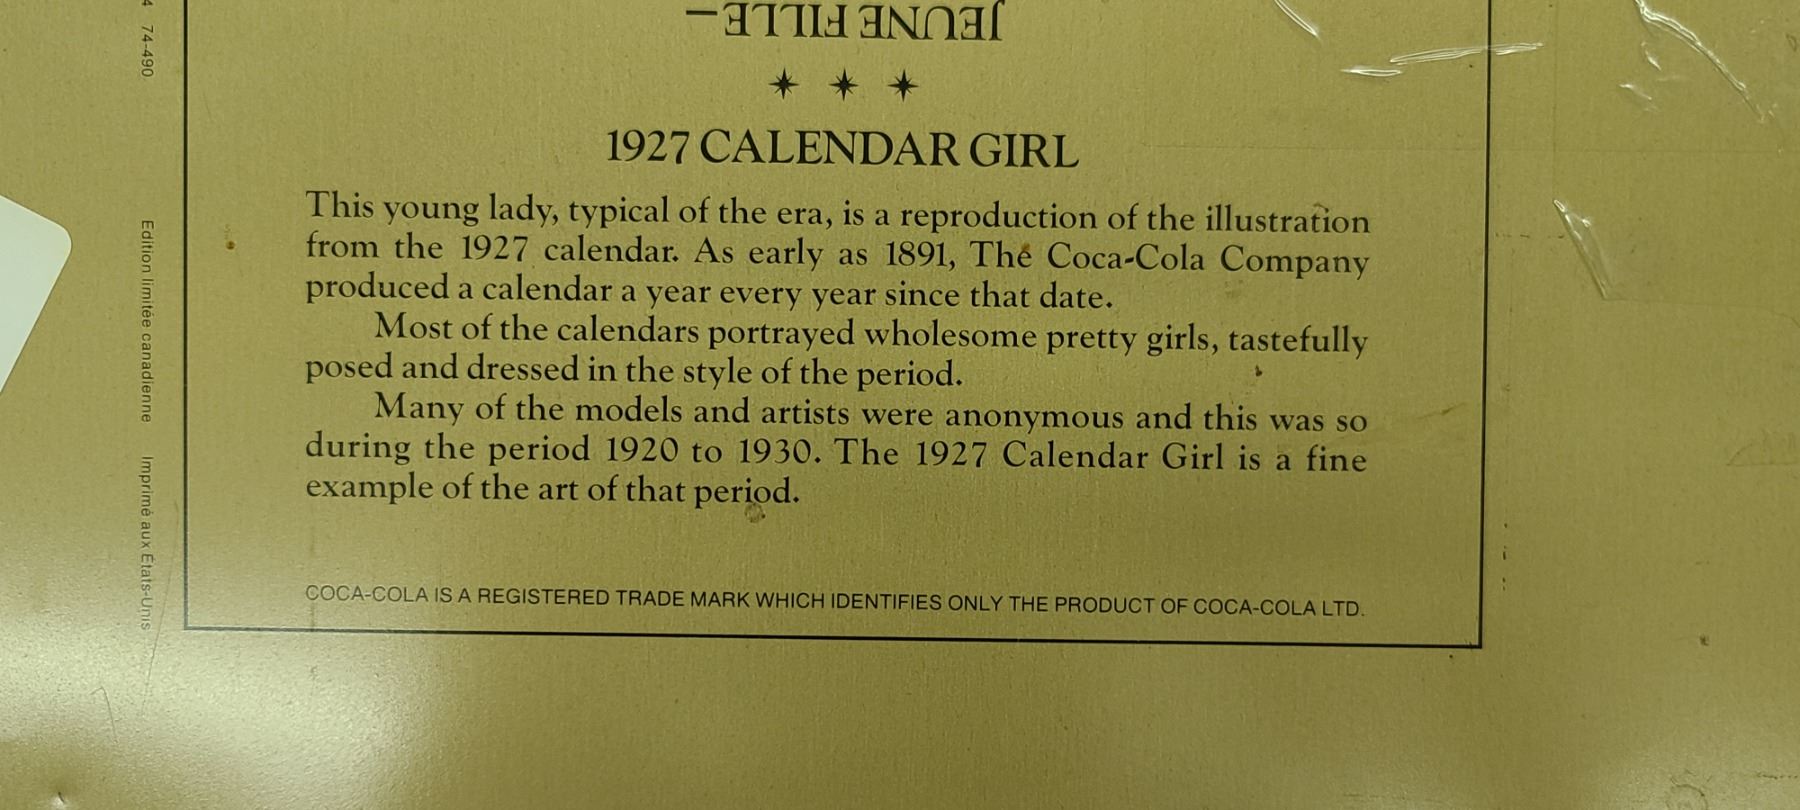 JEUNE FILLE –
1927 CALENDAR GIRL
This young lady, typical of the era, is a reproduction of the illustration
from the 1927 calendar. As early as 1891, The Coca-Cola Company
produced a calendar a year every year since that date.
Most of the calendars portrayed wholesome pretty girls, tastefully
posed and dressed in the style of the period.
Many of the models and artists were anonymous and this was so
during the period 1920 to 1930. The 1927 Calendar Girl is a fine
example of the art of that period.
COCA-COLA IS A REGISTERED TRADE MARK WHICH IDENTIFIES ONLY THE PRODUCT OF COCA-COLA LTD.
4 74-490 Edition limitée canadienne Imprimé aux États-Unis